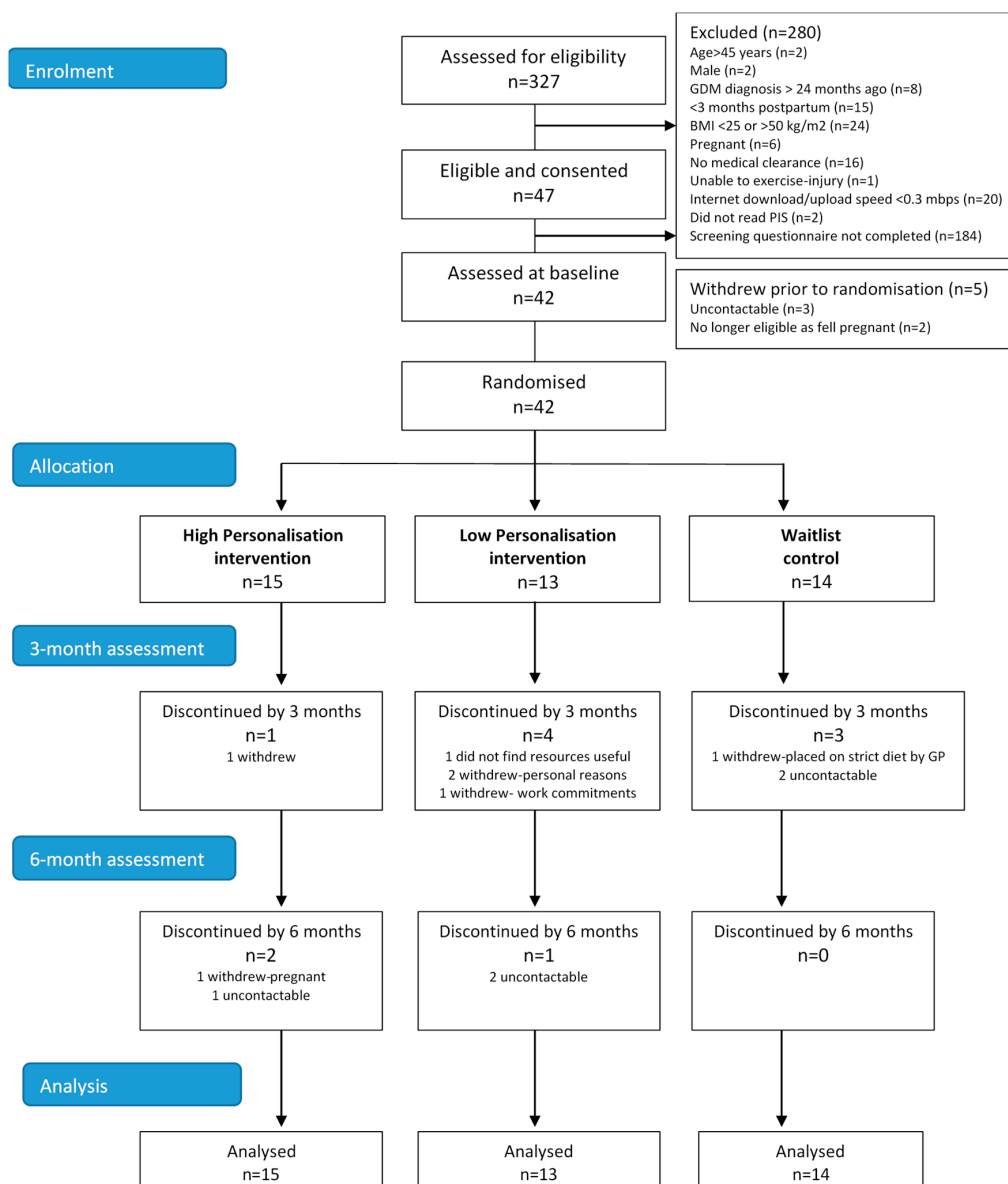 Enrolment
Assessed for eligibility
n=327
Excluded (n=280)
Age>45 years (n=2)
Male (n=2)
GDM diagnosis > 24 months ago (n=8)
<3 months postpartum (n=15)
BMI <25 or >50 kg/m2 (n=24)
Pregnant (n=6)
No medical clearance (n=16)
Unable to exercise-injury (n=1)
Internet download/upload speed <0.3 mbps (n=20)
Did not read PIS (n=2)
Screening questionnaire not completed (n=184)
Eligible and consented
n=47
Assessed at baseline
n=42
Withdrew prior to randomisation (n=5)
Uncontactable (n=3)
No longer eligible as fell pregnant (n=2)
Randomised
n=42
Allocation
High Personalisation
intervention
n=15
Low Personalisation
intervention
n=13
Waitlist
control
n=14
3-month assessment
Discontinued by 3 months
n=1
1 withdrew
Discontinued by 3 months
n=4
1 did not find resources useful
2 withdrew-personal reasons
1 withdrew- work commitments
Discontinued by 3 months
n=3
1 withdrew-placed on strict diet by GP
2 uncontactable
6-month assessment
Discontinued by 6 months
n=2
1 withdrew-pregnant
1 uncontactable
Discontinued by 6 months
n=1
2 uncontactable
Discontinued by 6 months
n=0
Analysis
Analysed
n=15
Analysed
n=13
Analysed
n=14